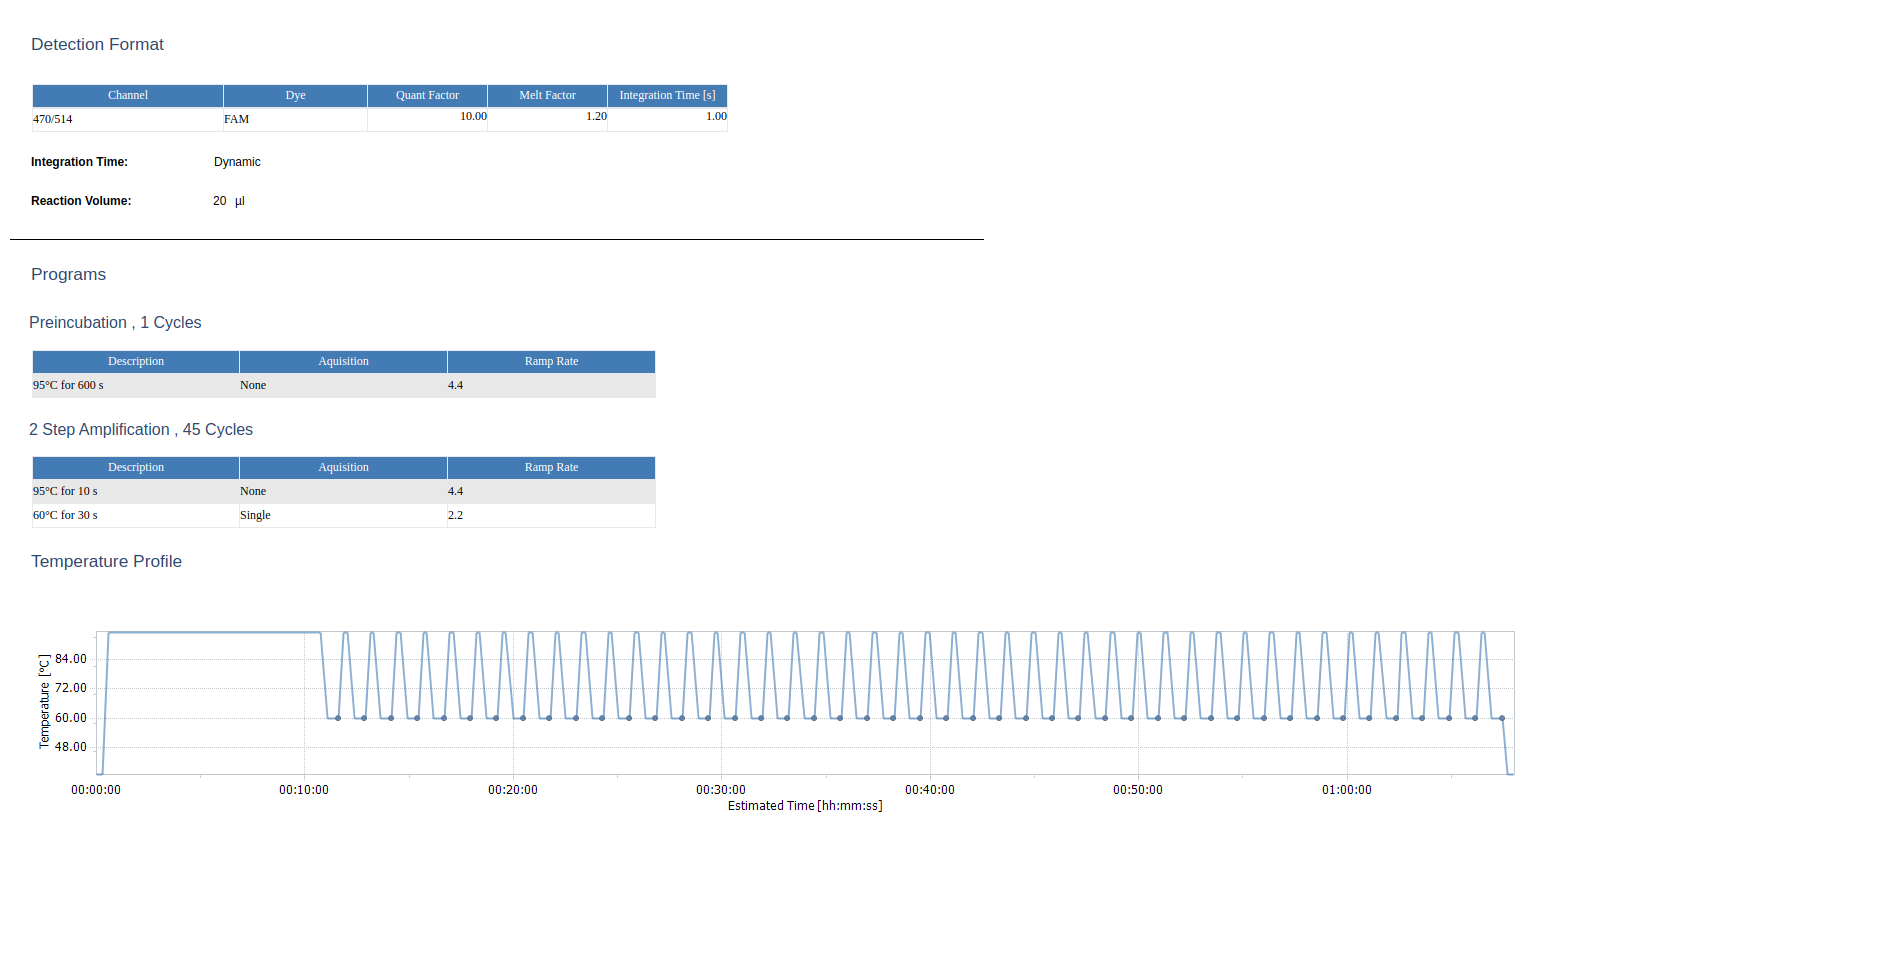 Detection Format
Channel Dye Quant Factor Melt Factor Integration Time [s]
470/514 FAM 10.00 1.20 1.00
Integration Time: Dynamic
Reaction Volume: 20 µl
Programs
Preincubation , 1 Cycles
Description Aquisition Ramp Rate
95°C for 600 s None 4.4
2 Step Amplification , 45 Cycles
Description Aquisition Ramp Rate
95°C for 10 s None 4.4
60°C for 30 s Single 2.2
Temperature Profile
Temperature [°C]
84.00
72.00
60.00
48.00
00:00:00 00:10:00 00:20:00 00:30:00 00:40:00 00:50:00 01:00:00
Estimated Time [hh:mm:ss]